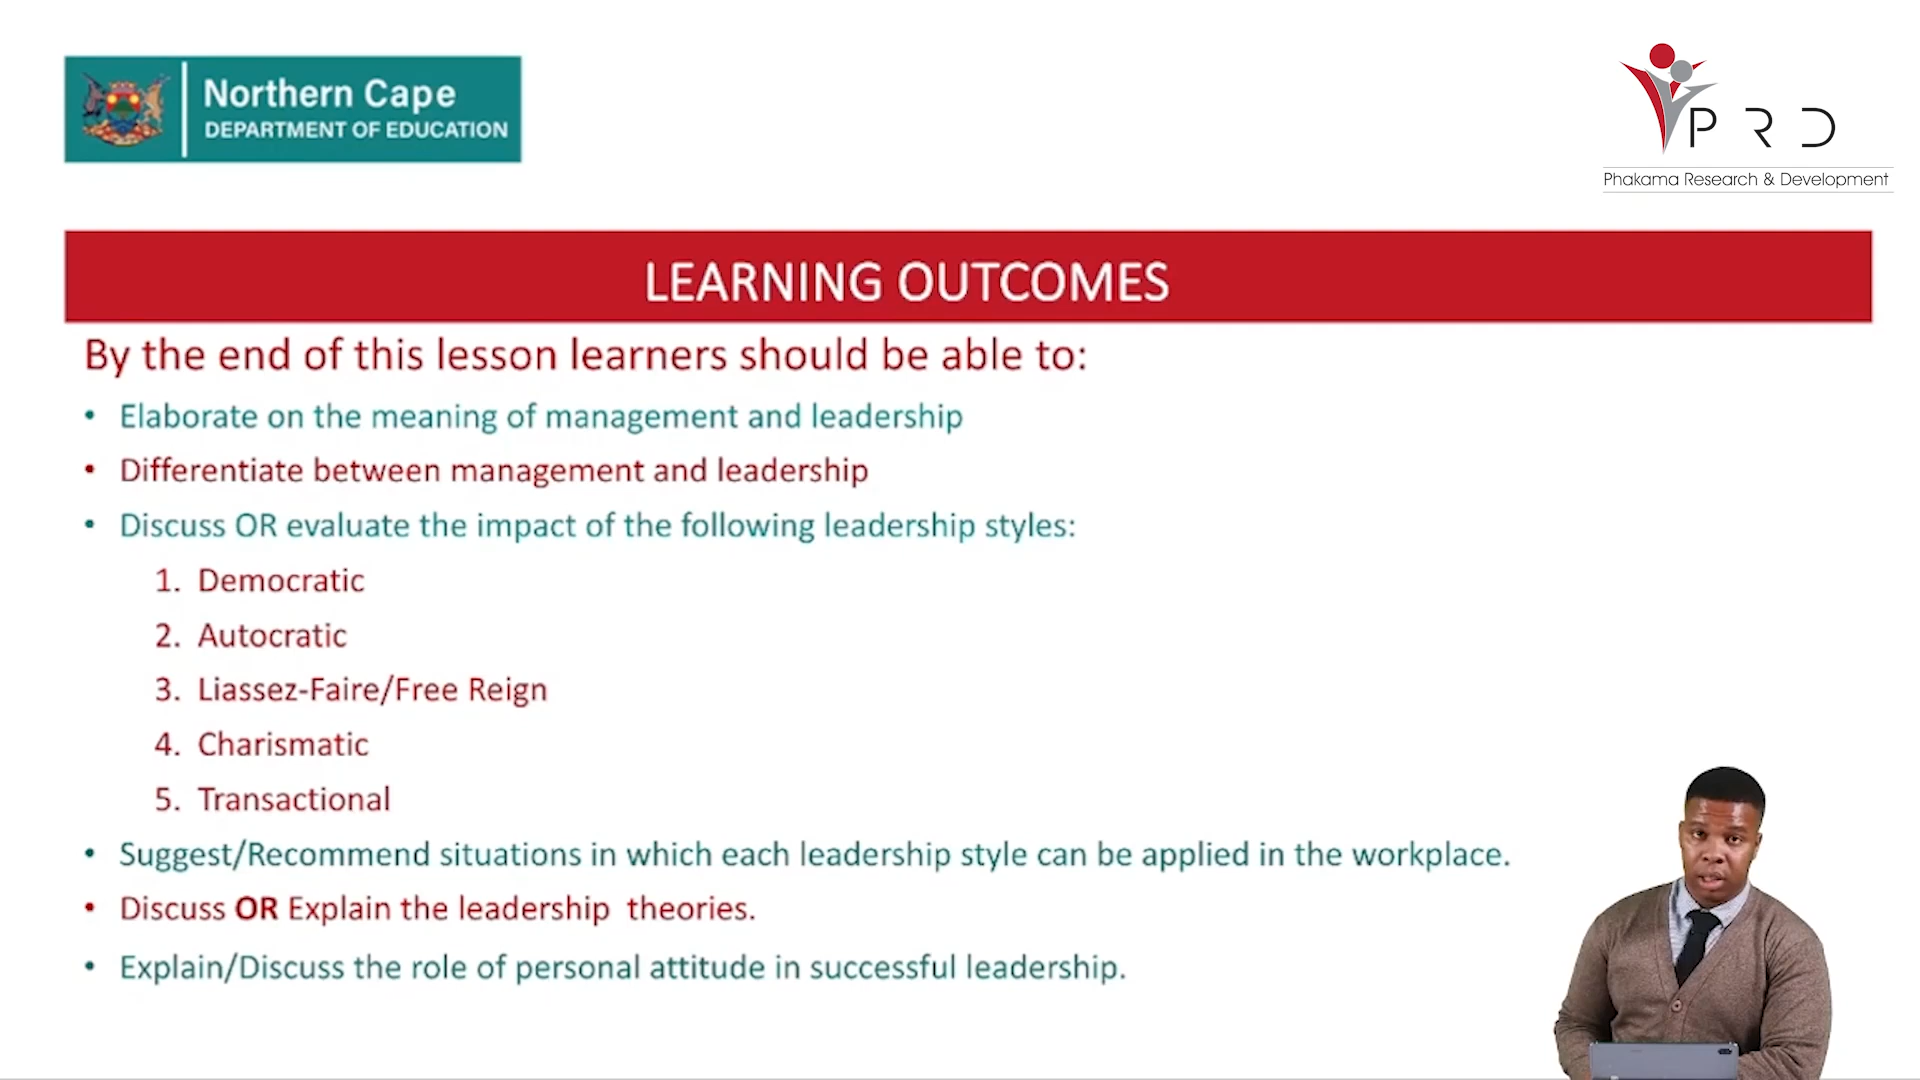 Northern Cape
DEPARTMENT OF EDUCATION
P R D
Phakama Research & Development
LEARNING OUTCOMES
By the end of this lesson learners should be able to:
• Elaborate on the meaning of management and leadership
• Differentiate between management and leadership
• Discuss OR evaluate the impact of the following leadership styles:
1. Democratic
2. Autocratic
3. Liassez-Faire/Free Reign
4. Charismatic
5. Transactional
• Suggest/Recommend situations in which each leadership style can be applied in the workplace.
• Discuss OR Explain the leadership theories.
• Explain/Discuss the role of personal attitude in successful leadership.